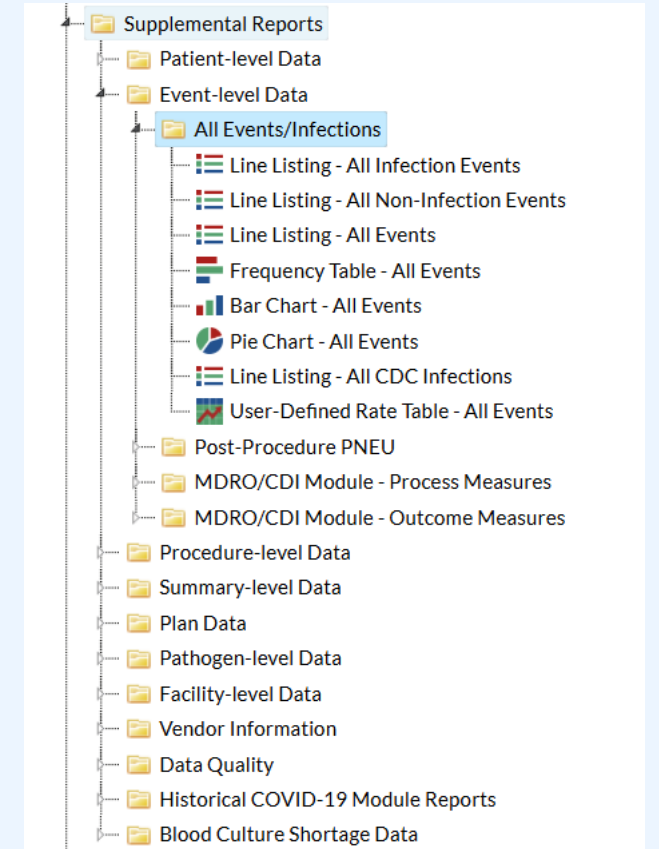 Supplemental Reports
Patient-level Data
Event-level Data
All Events/Infections
Line Listing - All Infection Events
Line Listing - All Non-Infection Events
Line Listing - All Events
Frequency Table - All Events
Bar Chart - All Events
Pie Chart - All Events
Line Listing - All CDC Infections
User-Defined Rate Table - All Events
Post-Procedure PNEU
MDRO/CDI Module - Process Measures
MDRO/CDI Module - Outcome Measures
Procedure-level Data
Summary-level Data
Plan Data
Pathogen-level Data
Facility-level Data
Vendor Information
Data Quality
Historical COVID-19 Module Reports
Blood Culture Shortage Data